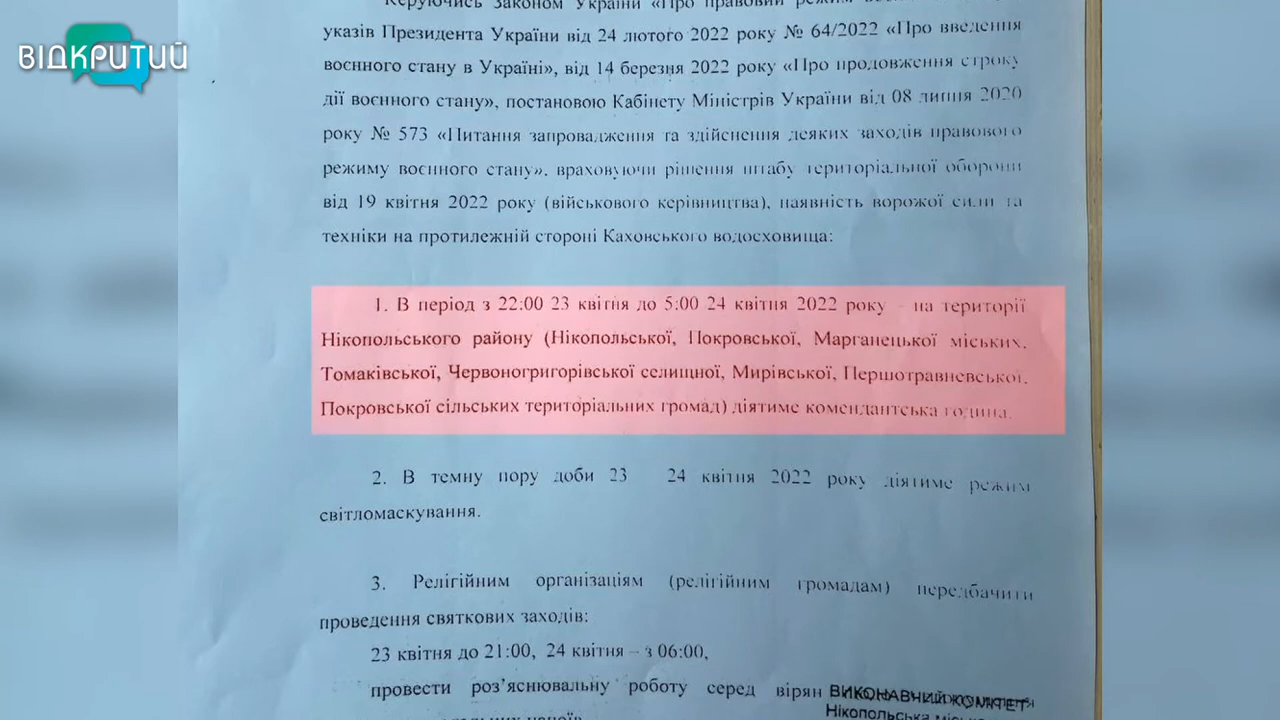 ВІДКРИТИЙ
Керуючись Законом України «Про правовий режим
указів Президента України від 24 лютого 2022 року № 64/2022 «Про введення
воєнного стану в Україні», від 14 березня 2022 року «Про продовження строку
дії воєнного стану», постановою Кабінету Міністрів України від 08 липня 2020
року № 573 «Питання запровадження та здійснення деяких заходів правового
режиму воєнного стану», враховуючи рішення штабу територіальної оборони
від 19 квітня 2022 року (військового керівництва), наявність ворожої сили та
техніки на протилежній стороні Каховського водосховища:
1. В період з 22:00 23 квітня до 5:00 24 квітня 2022 року – на території
Нікопольського району (Нікопольської, Покровської, Марганецької міських,
Томаківської, Червоногригорівської селищної, Мирівської, Першотравневської,
Покровської сільських територіальних громад) діятиме комендантська година.
2. В темну пору доби 23 24 квітня 2022 року діятиме режим
світломаскування.
3. Релігійним організаціям (релігійним громадам) передбачити
проведення святкових заходів:
23 квітня до 21:00, 24 квітня – з 06:00,
провести роз’яснювальну роботу серед вірян
ВИКОНАВЧИЙ КОМІТЕТ
Нікопольська